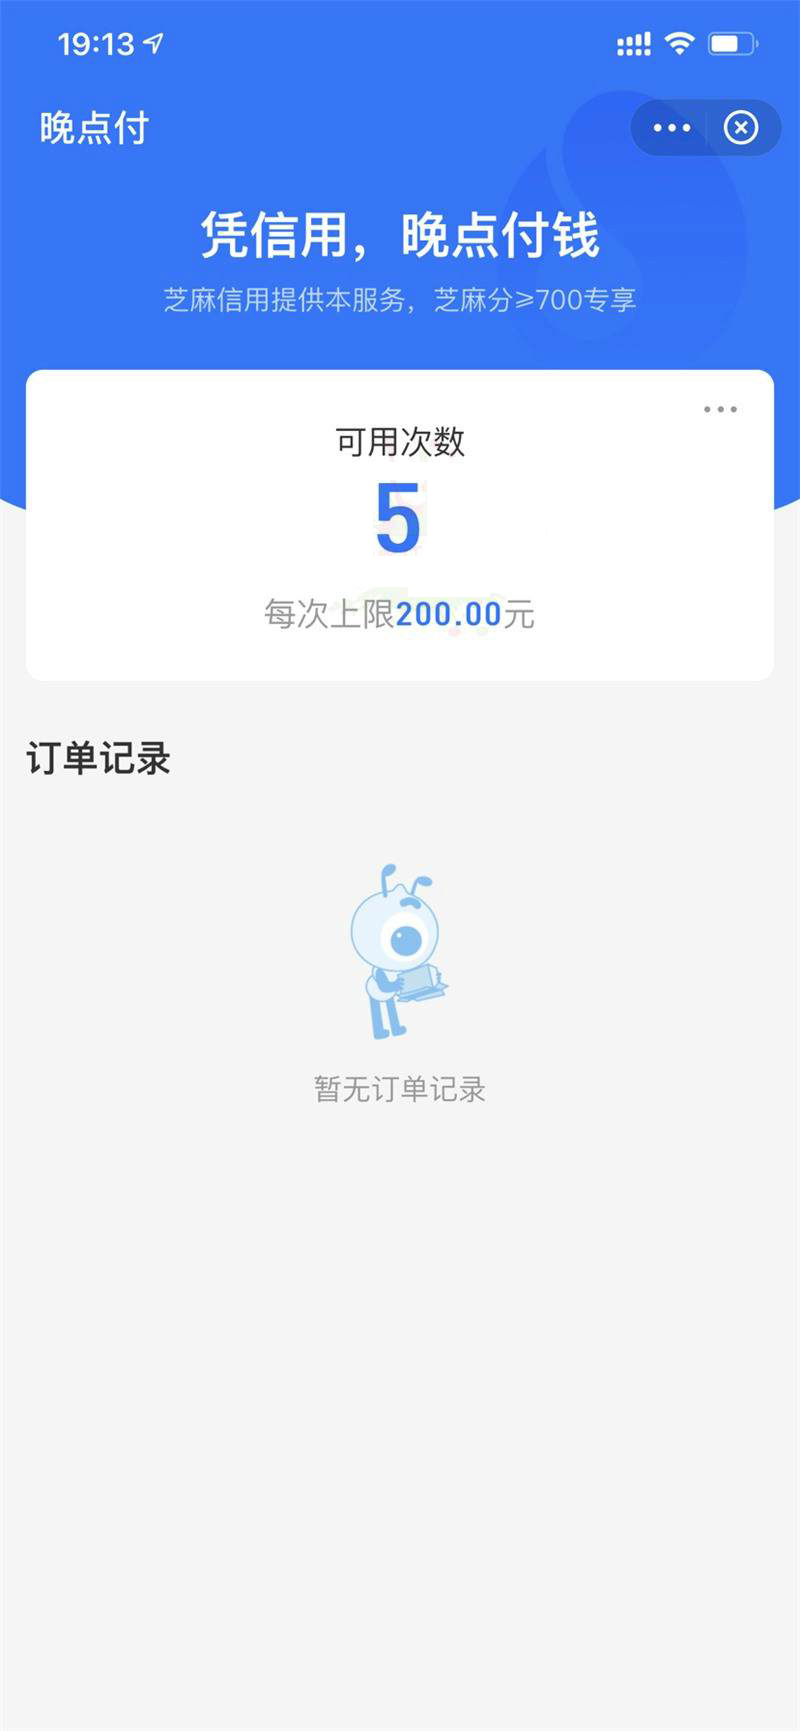 19:13
晚点付
凭信用，晚点付钱
芝麻信用提供本服务，芝麻分≥700专享
可用次数
5
每次上限200.00元
订单记录
暂无订单记录